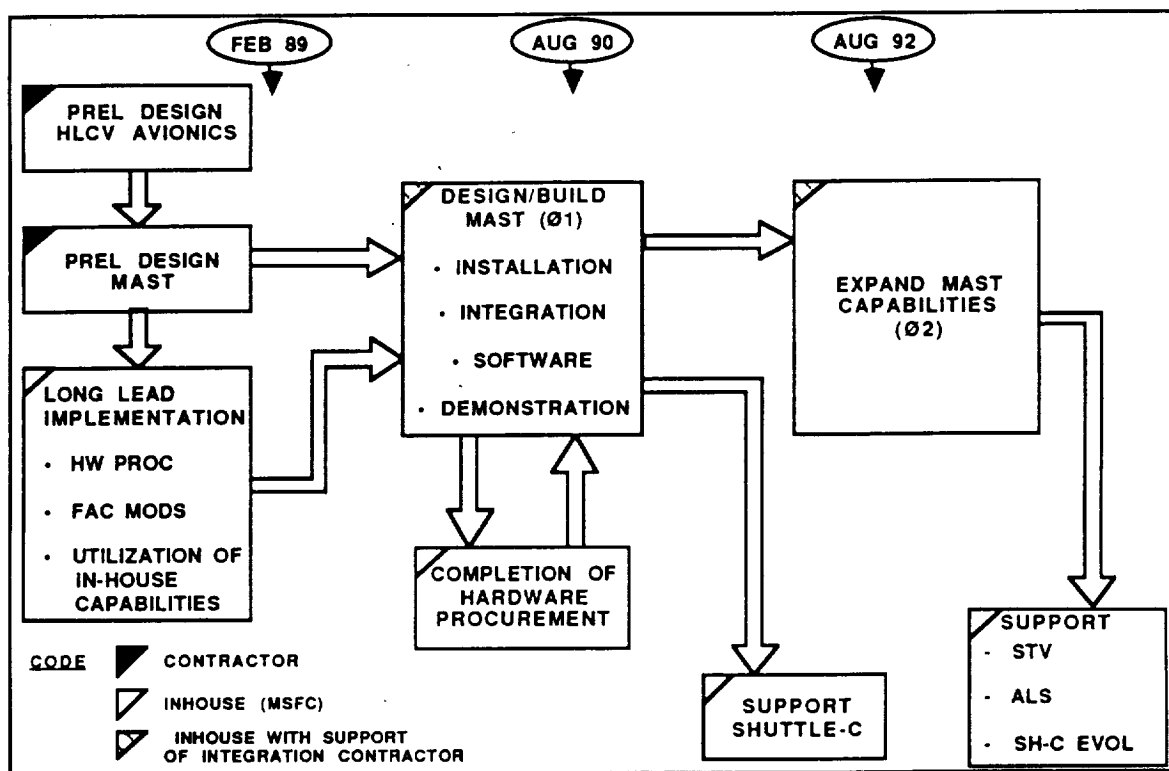 FEB 89
AUG 90
AUG 92
PREL DESIGN
HLCV AVIONICS
PREL DESIGN
MAST
LONG LEAD
IMPLEMENTATION
• HW PROC
• FAC MODS
• UTILIZATION OF
IN-HOUSE
CAPABILITIES
DESIGN/BUILD
MAST (Ø1)
• INSTALLATION
• INTEGRATION
• SOFTWARE
• DEMONSTRATION
COMPLETION OF
HARDWARE
PROCUREMENT
EXPAND MAST
CAPABILITIES
(Ø2)
SUPPORT
SHUTTLE-C
SUPPORT
- STV
- ALS
- SH-C EVOL
CODE
CONTRACTOR
INHOUSE (MSFC)
INHOUSE WITH SUPPORT
OF INTEGRATION CONTRACTOR